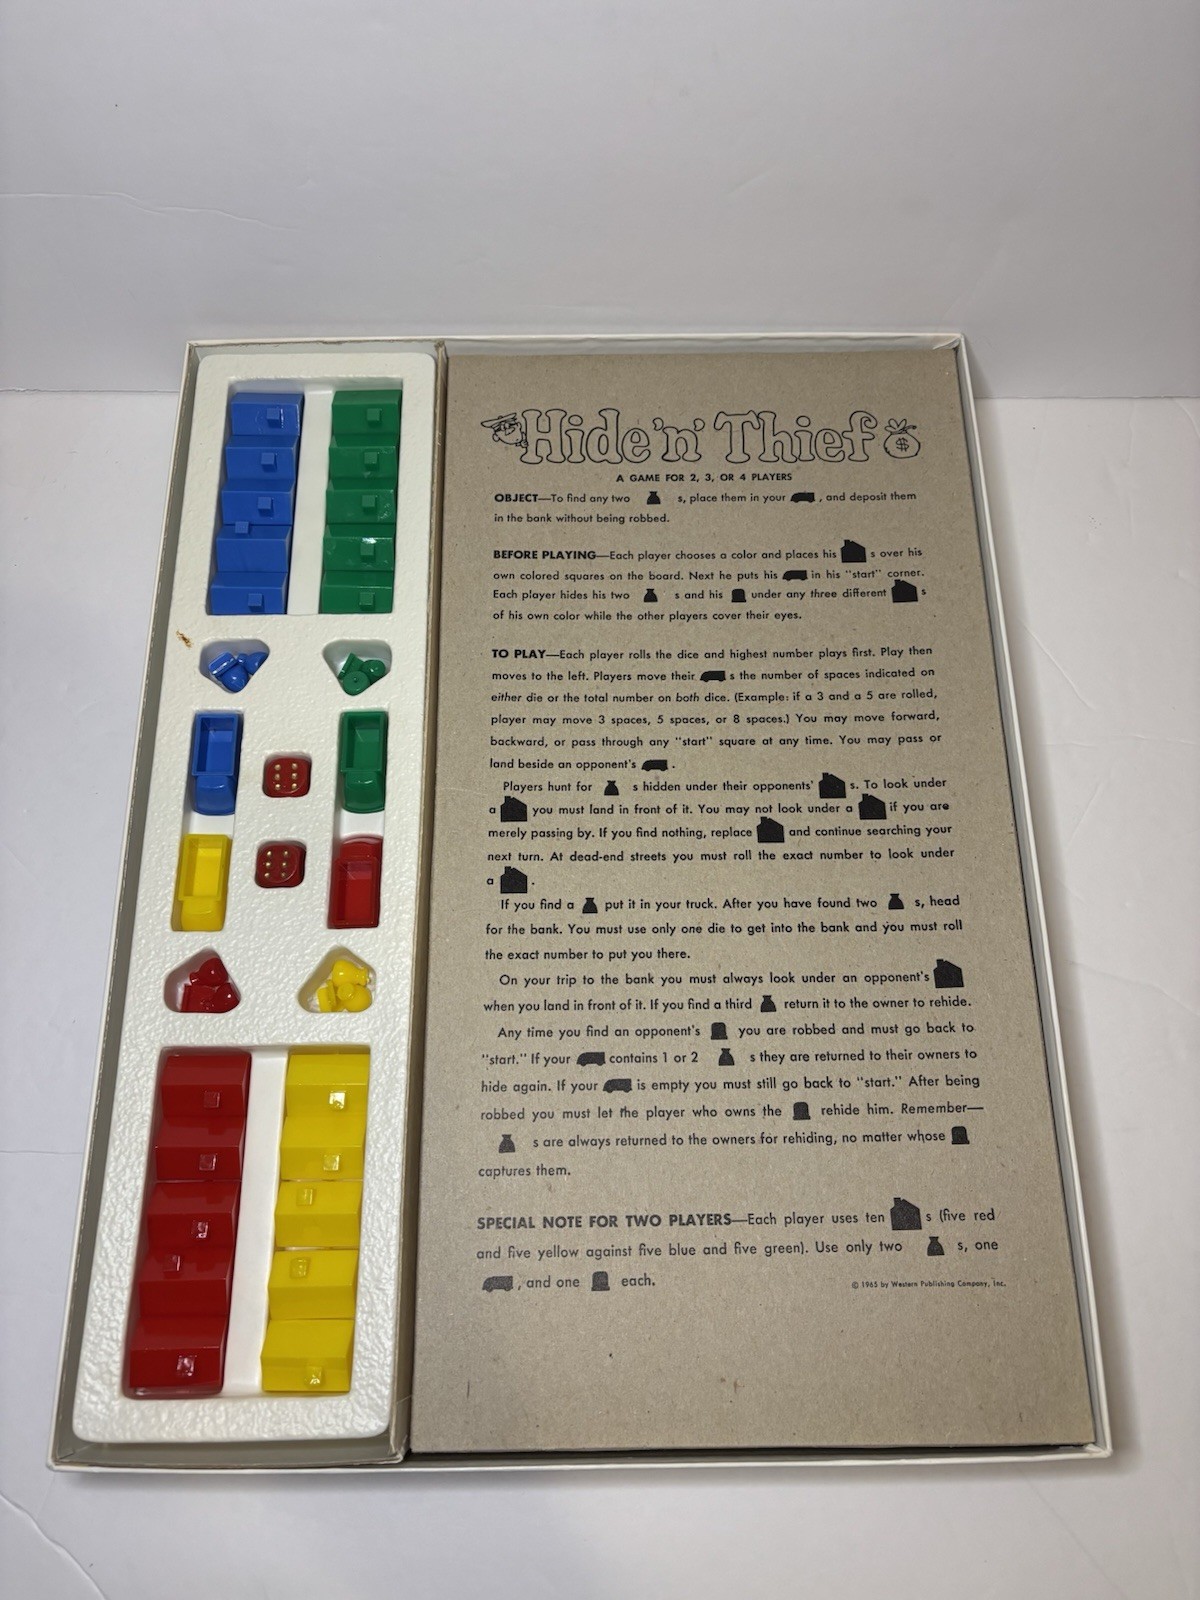 Hide 'n' Thief
$
A GAME FOR 2, 3, OR 4 PLAYERS
OBJECT—To find any two s, place them in your , and deposit them
in the bank without being robbed.
BEFORE PLAYING—Each player chooses a color and places his s over his
own colored squares on the board. Next he puts his in his "start" corner.
Each player hides his two s and his under any three different s
of his own color while the other players cover their eyes.
TO PLAY—Each player rolls the dice and highest number plays first. Play then
moves to the left. Players move their s the number of spaces indicated on
either die or the total number on both dice. (Example: if a 3 and a 5 are rolled,
player may move 3 spaces, 5 spaces, or 8 spaces.) You may move forward,
backward, or pass through any "start" square at any time. You may pass or
land beside an opponent's .
Players hunt for s hidden under their opponents' s. To look under
a you must land in front of it. You may not look under a if you are
merely passing by. If you find nothing, replace and continue searching your
next turn. At dead-end streets you must roll the exact number to look under
a .
If you find a put it in your truck. After you have found two s, head
for the bank. You must use only one die to get into the bank and you must roll
the exact number to put you there.
On your trip to the bank you must always look under an opponent's
when you land in front of it. If you find a third return it to the owner to rehide.
Any time you find an opponent's you are robbed and must go back to
"start." If your contains 1 or 2 s they are returned to their owners to
hide again. If your is empty you must still go back to "start." After being
robbed you must let the player who owns the rehide him. Remember—
s are always returned to the owners for rehiding, no matter whose
captures them.
SPECIAL NOTE FOR TWO PLAYERS—Each player uses ten s (five red
and five yellow against five blue and five green). Use only two s, one
, and one each.
© 1965 by Western Publishing Company, Inc.